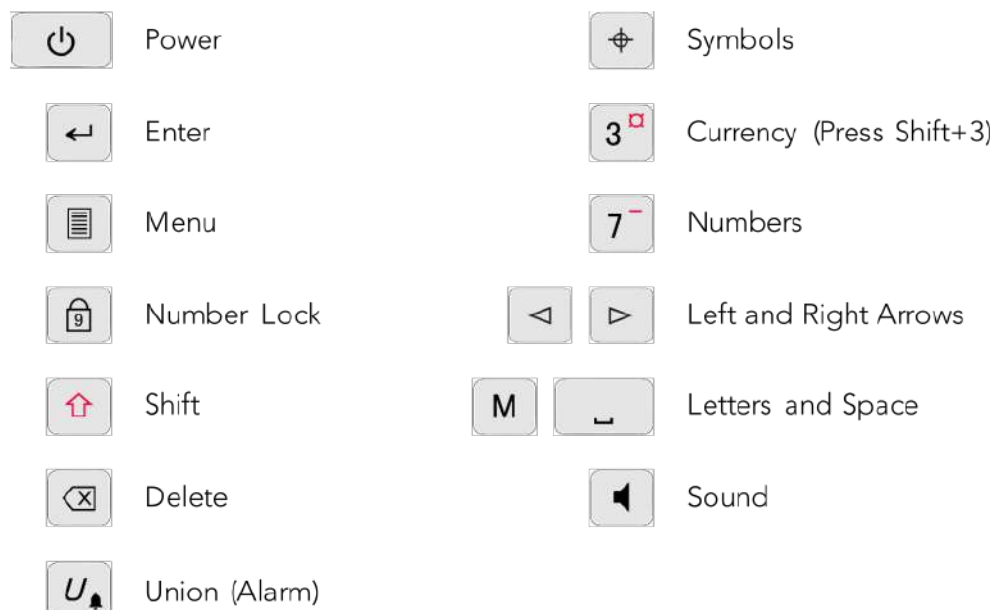 Power
Enter
Menu
9 Number Lock
Shift
Delete
U Union (Alarm)
Symbols
3¤ Currency (Press Shift+3)
7– Numbers
Left and Right Arrows
M Letters and Space
Sound